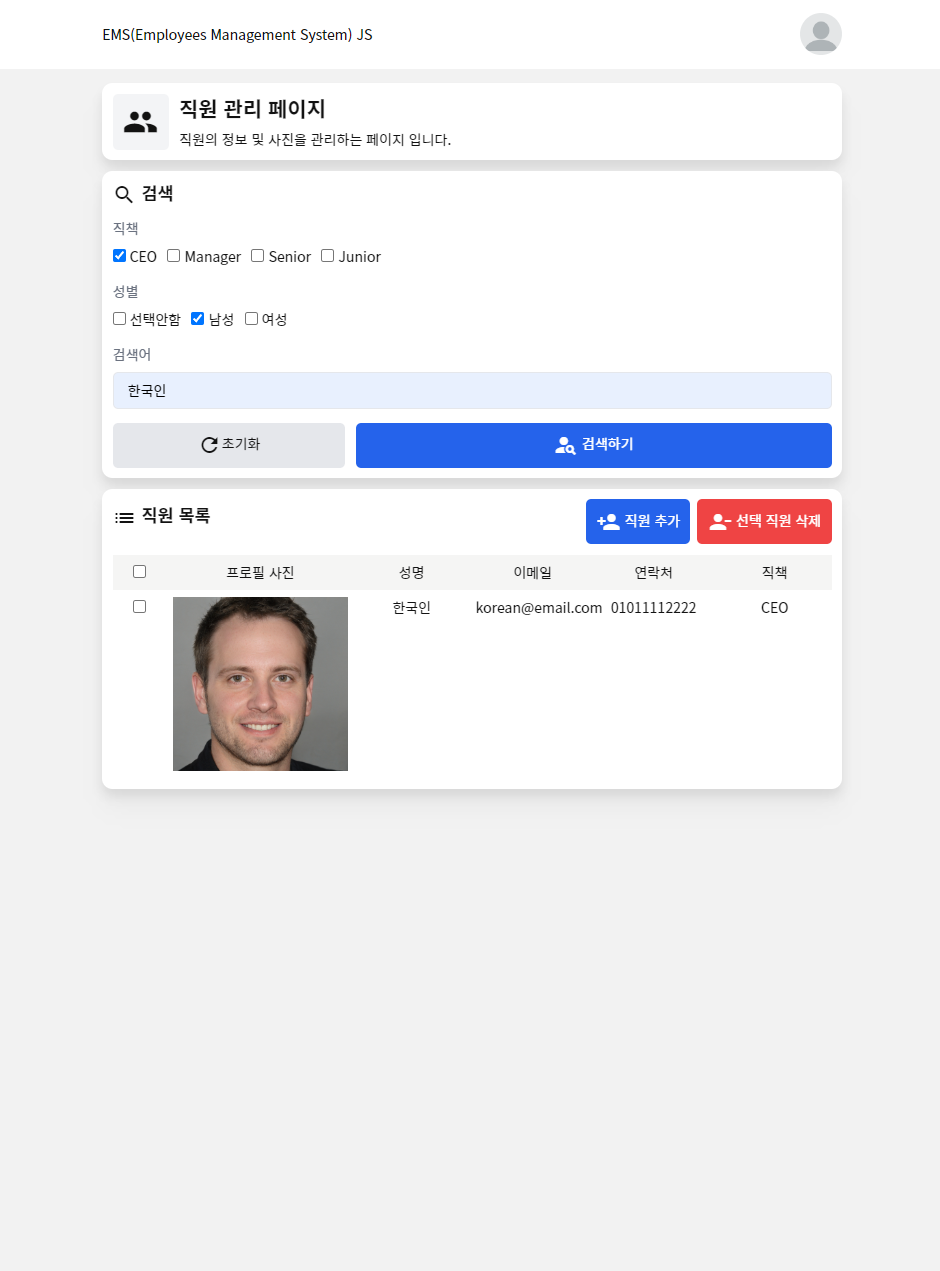 EMS(Employees Management System) JS
직원 관리 페이지
직원의 정보 및 사진을 관리하는 페이지 입니다.
검색
직책
CEO Manager Senior Junior
성별
선택안함 남성 여성
검색어
한국인
초기화 검색하기
직원 목록 직원 추가 선택 직원 삭제
프로필 사진 성명 이메일 연락처 직책
한국인 korean@email.com 01011112222 CEO